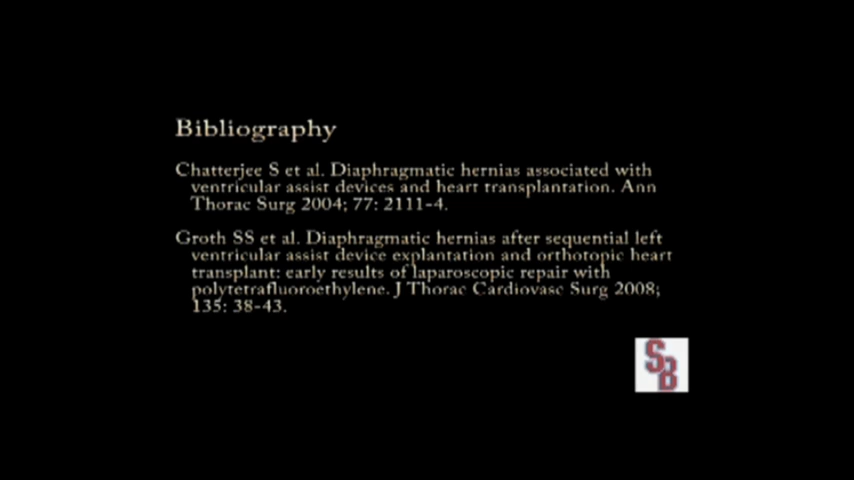 Bibliography
Chatterjee S et al. Diaphragmatic hernias associated with
ventricular assist devices and heart transplantation. Ann
Thorac Surg 2004; 77: 2111-4.
Groth SS et al. Diaphragmatic hernias after sequential left
ventricular assist device explantation and orthotopic heart
transplant: early results of laparoscopic repair with
polytetrafluoroethylene. J Thorac Cardiovasc Surg 2008;
135: 38-43.
SB